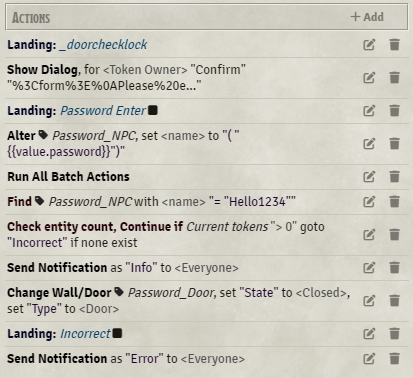 Actions
+ Add
Landing: _doorchecklock
Show Dialog, for <Token Owner> "Confirm"
"%3Cform%3E%0APlease%20e..."
Landing: Password Enter
Alter Password_NPC, set <name> to "( "
{{value.password}}")"
Run All Batch Actions
Find Password_NPC with <name> "= "Hello1234""
Check entity count, Continue if Current tokens "> 0" goto
"Incorrect" if none exist
Send Notification as "Info" to <Everyone>
Change Wall/Door Password_Door, set "State" to <Closed>,
set "Type" to <Door>
Landing: Incorrect
Send Notification as "Error" to <Everyone>